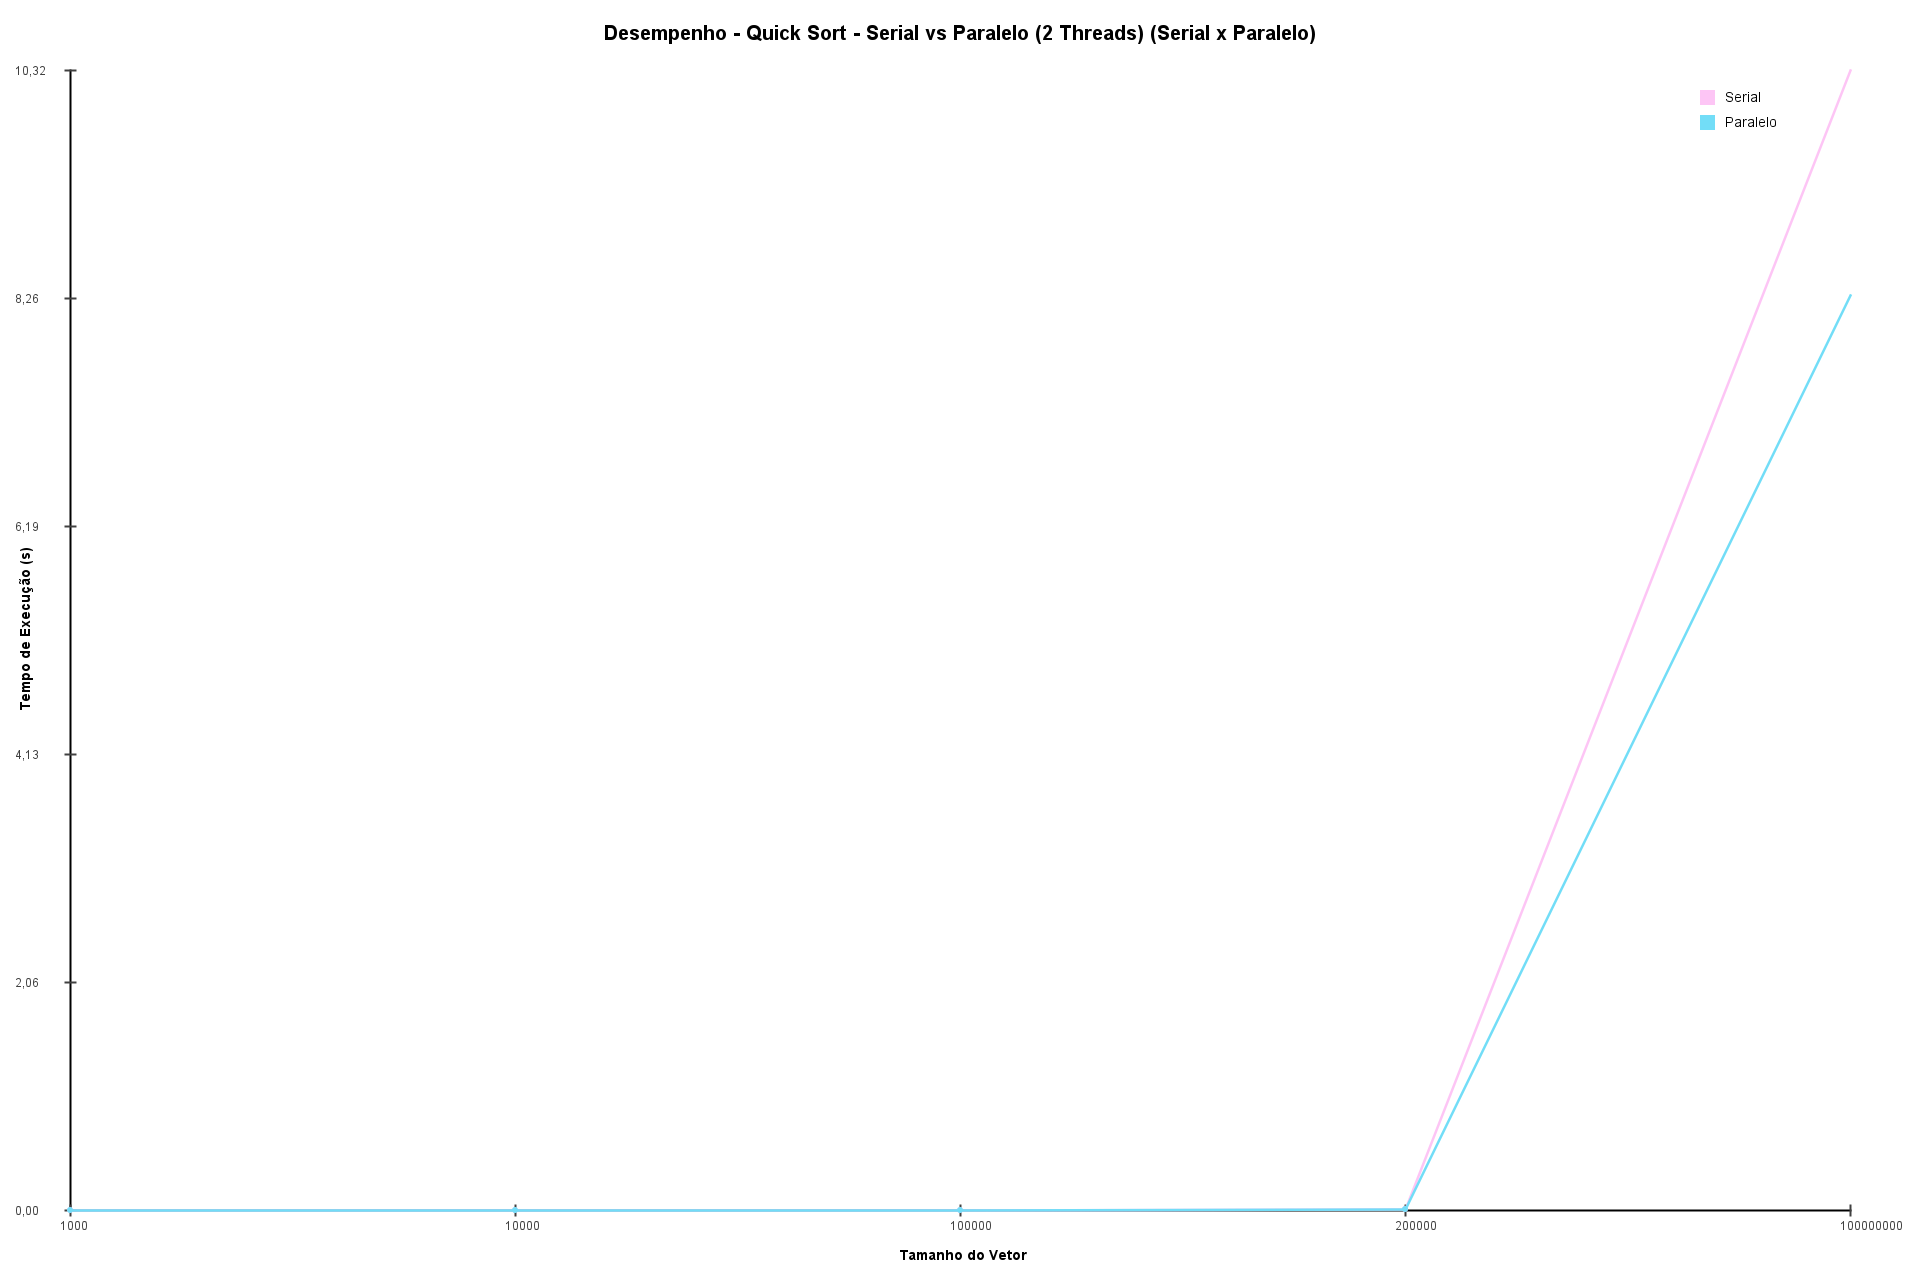 Desempenho - Quick Sort - Serial vs Paralelo (2 Threads) (Serial x Paralelo)
10,32
Serial
Paralelo
8,26
6,19
Tempo de Execução (s)
4,13
2,06
0,00
1000 10000 100000 200000 100000000
Tamanho do Vetor